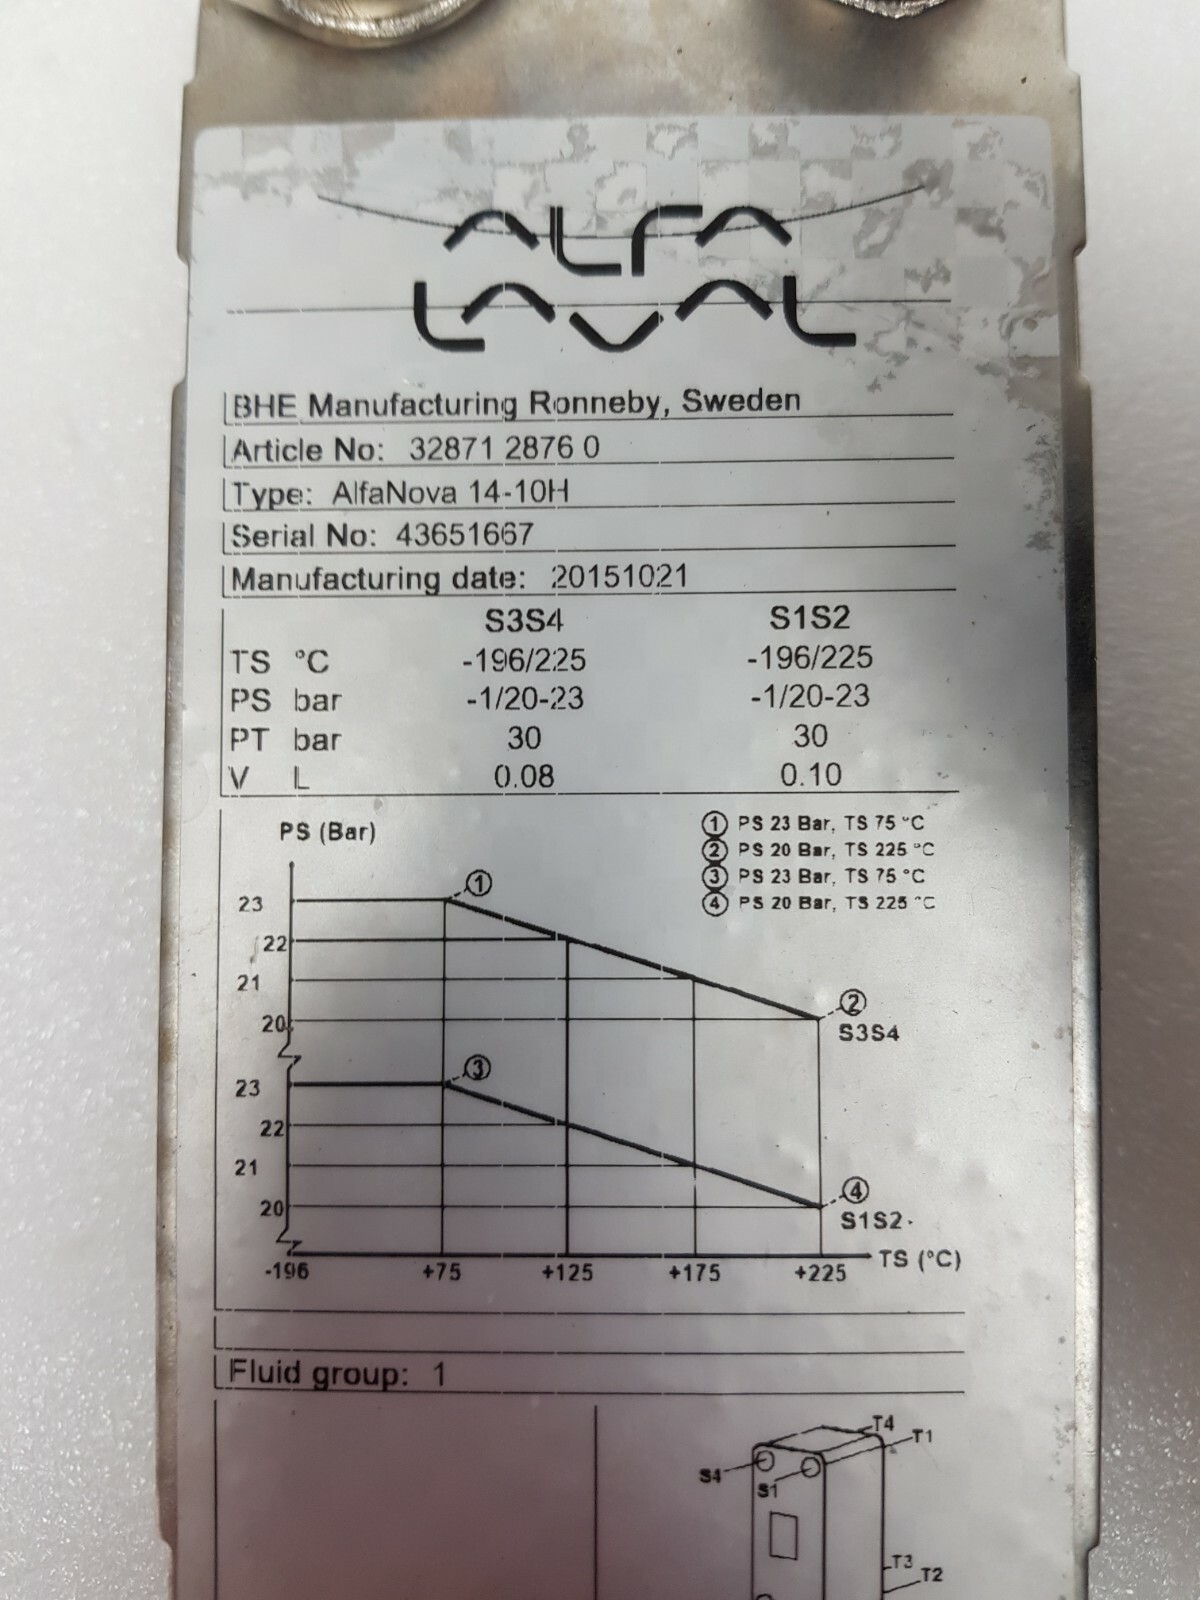 ALFA
LAVAL
BHE Manufacturing Ronneby, Sweden
Article No: 32871 2876 0
Type: AlfaNova 14-10H
Serial No: 43651667
Manufacturing date: 20151021
S3S4 S1S2
TS °C -196/225 -196/225
PS bar -1/20-23 -1/20-23
PT bar 30 30
V L 0.08 0.10
PS (Bar)
① PS 23 Bar, TS 75 °C
② PS 20 Bar, TS 225 °C
③ PS 23 Bar, TS 75 °C
④ PS 20 Bar, TS 225 °C
23 ①
22
21
20 ②
S3S4
23 ③
22
21
20 ④
S1S2
-196 +75 +125 +175 +225 TS (°C)
Fluid group: 1
T4
T1
S4
S1
T3
T2